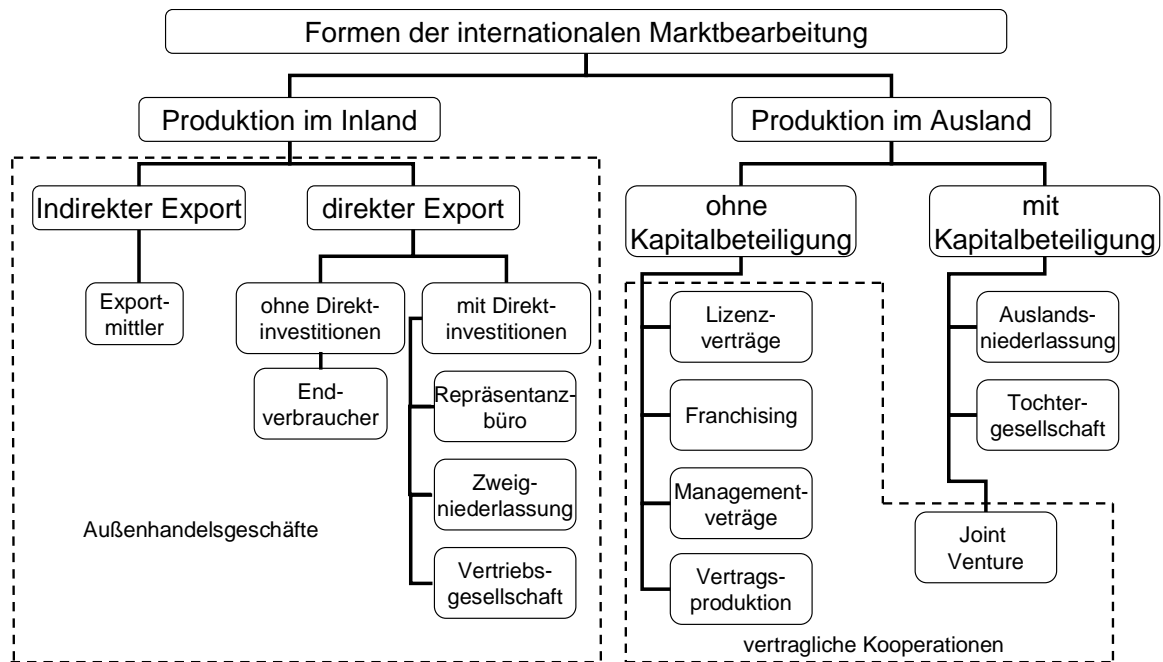 Formen der internationalen Marktbearbeitung
Produktion im Inland
Produktion im Ausland
Indirekter Export
direkter Export
ohne
Kapitalbeteiligung
mit
Kapitalbeteiligung
Export-
mittler
ohne Direkt-
investitionen
mit Direkt-
investitionen
Lizenz-
verträge
Auslands-
niederlassung
End-
verbraucher
Repräsentanz-
büro
Franchising
Tochter-
gesellschaft
Zweig-
niederlassung
Management-
veträge
Außenhandelsgeschäfte
Joint
Venture
Vertriebs-
gesellschaft
Vertrags-
produktion
vertragliche Kooperationen